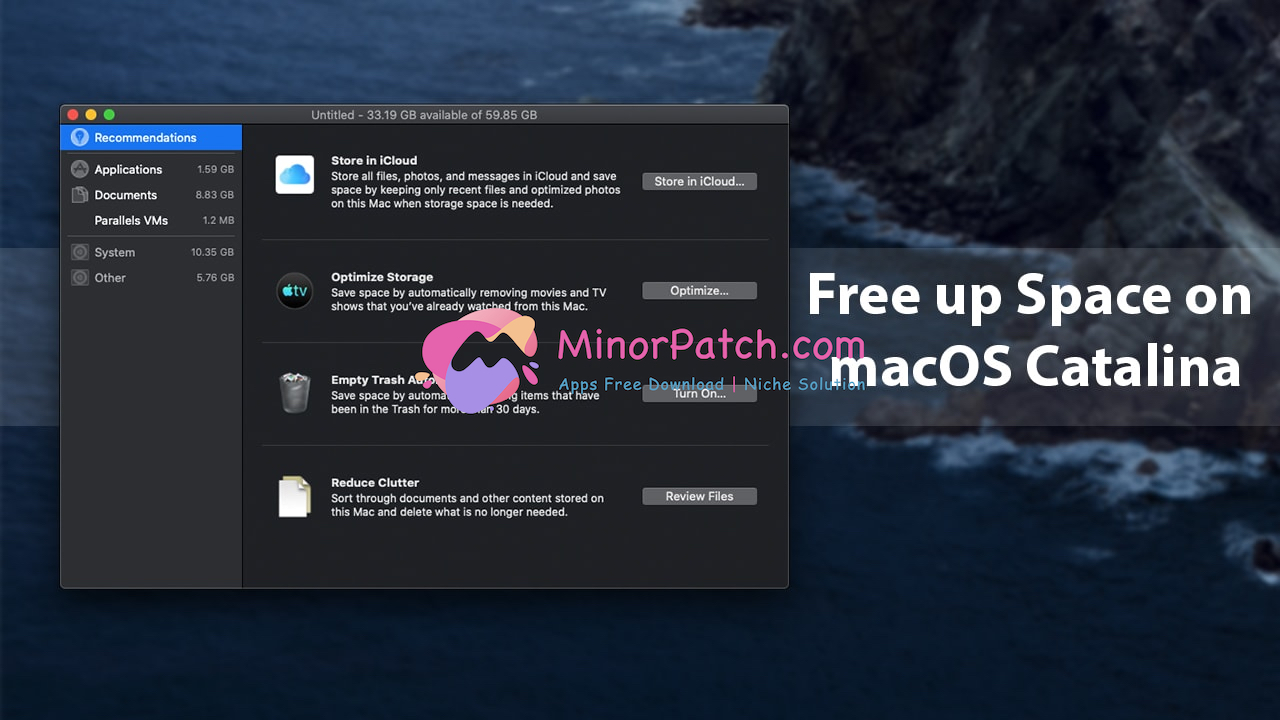 Untitled - 33.19 GB available of 59.85 GB
Recommendations
Applications 1.59 GB
Documents 8.83 GB
Parallels VMs 1.2 MB
System 10.35 GB
Other 5.76 GB
Store in iCloud
Store all files, photos, and messages in iCloud and save
space by keeping only recent files and optimized photos
on this Mac when storage space is needed.
Store in iCloud...
Optimize Storage
Save space by automatically removing movies and TV
shows that you've already watched from this Mac.
Optimize...
tv
Empty Trash
Save space by items that have
been in the Trash for more than 30 days.
Turn On...
Reduce Clutter
Sort through documents and other content stored on
this Mac and delete what is no longer needed.
Review Files
MinorPatch.com
Apps Free Download | Niche Solution
Free up Space on
macOS Catalina